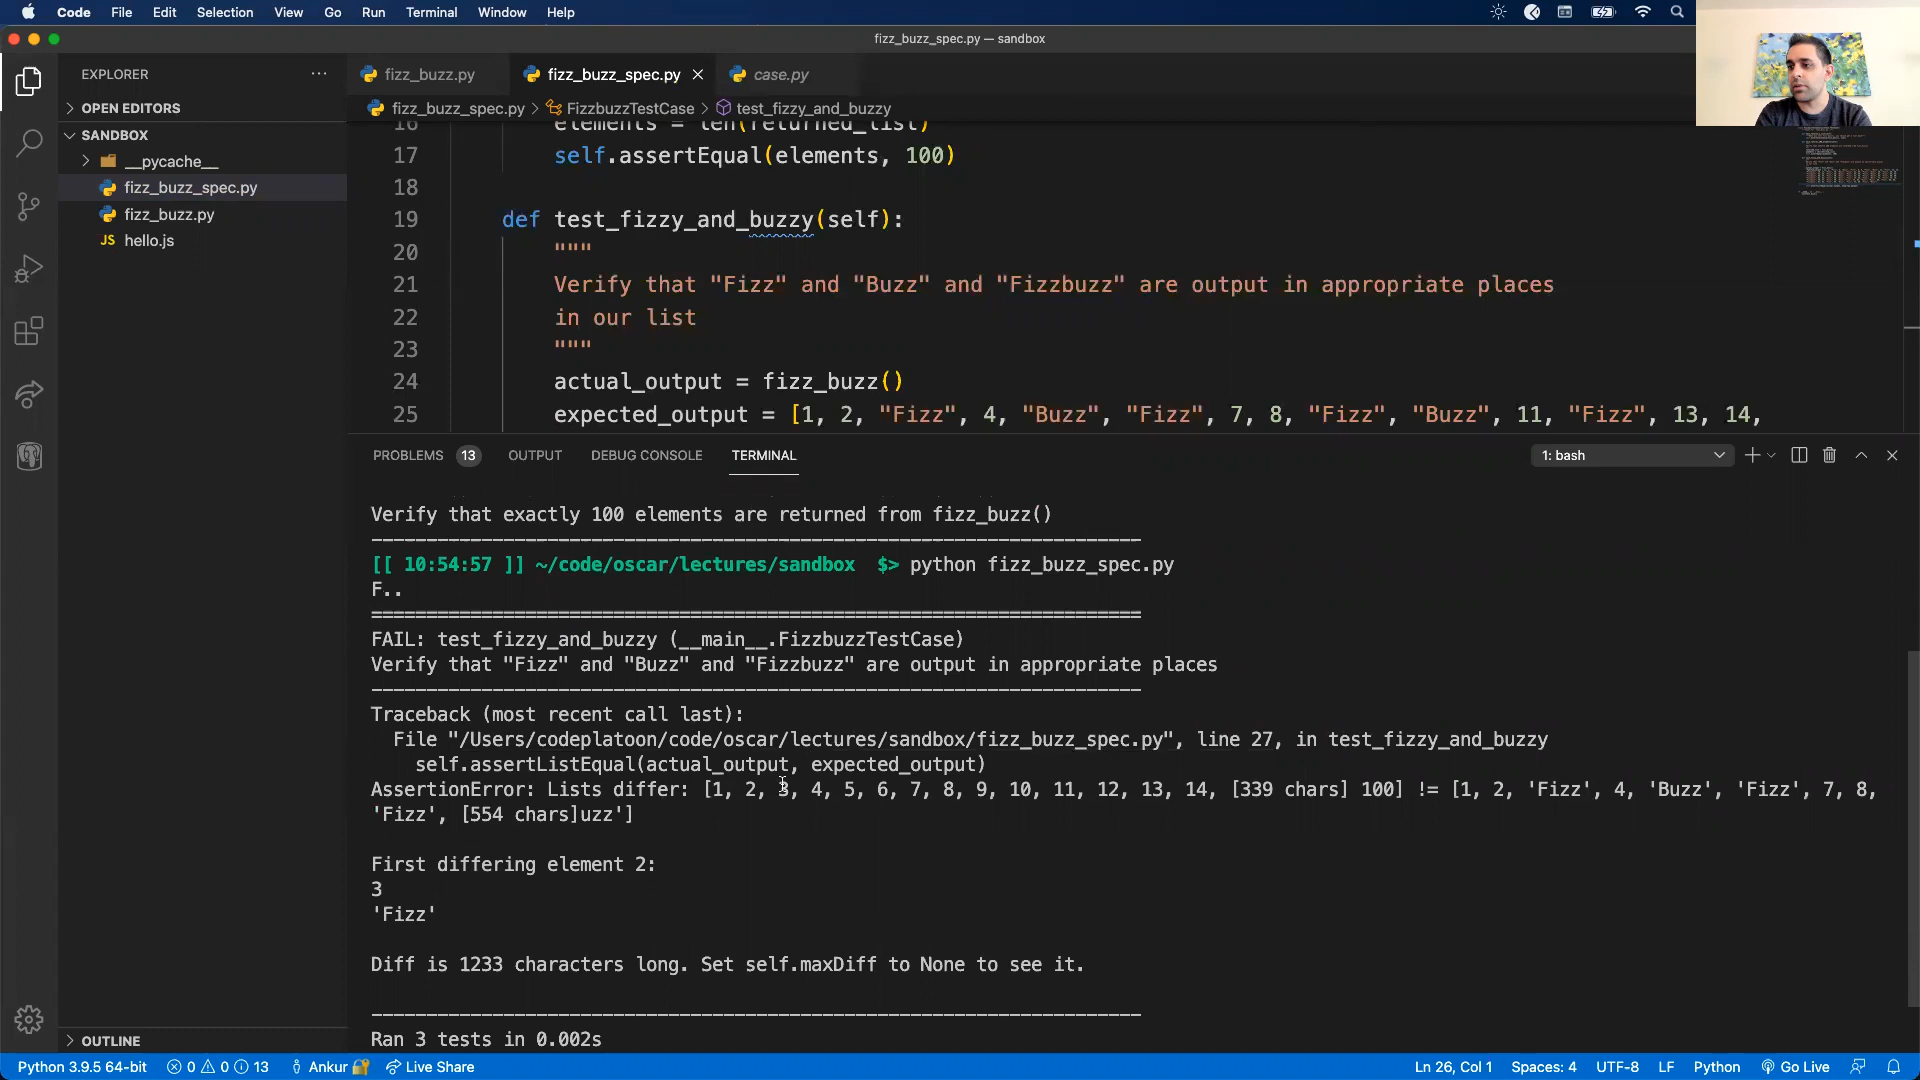 Code File Edit Selection View Go Run Terminal Window Help
fizz_buzz_spec.py — sandbox
EXPLORER
OPEN EDITORS
SANDBOX
__pycache__
fizz_buzz_spec.py
fizz_buzz.py
JS hello.js
OUTLINE
fizz_buzz.py fizz_buzz_spec.py case.py
fizz_buzz_spec.py > FizzbuzzTestCase > test_fizzy_and_buzzy
16 elements = len(returned_list)
17 self.assertEqual(elements, 100)
18
19 def test_fizzy_and_buzzy(self):
20 """
21 Verify that "Fizz" and "Buzz" and "Fizzbuzz" are output in appropriate places
22 in our list
23 """
24 actual_output = fizz_buzz()
25 expected_output = [1, 2, "Fizz", 4, "Buzz", "Fizz", 7, 8, "Fizz", "Buzz", 11, "Fizz", 13, 14,
PROBLEMS 13 OUTPUT DEBUG CONSOLE TERMINAL 1: bash
Verify that exactly 100 elements are returned from fizz_buzz()
----------------------------------------------------------------------
[[ 10:54:57 ]] ~/code/oscar/lectures/sandbox $> python fizz_buzz_spec.py
F..
======================================================================
FAIL: test_fizzy_and_buzzy (__main__.FizzbuzzTestCase)
Verify that "Fizz" and "Buzz" and "Fizzbuzz" are output in appropriate places
----------------------------------------------------------------------
Traceback (most recent call last):
File "/Users/codeplatoon/code/oscar/lectures/sandbox/fizz_buzz_spec.py", line 27, in test_fizzy_and_buzzy
self.assertListEqual(actual_output, expected_output)
AssertionError: Lists differ: [1, 2, 3, 4, 5, 6, 7, 8, 9, 10, 11, 12, 13, 14, [339 chars] 100] != [1, 2, 'Fizz', 4, 'Buzz', 'Fizz', 7, 8,
'Fizz', [554 chars]uzz']
First differing element 2:
3
'Fizz'
Diff is 1233 characters long. Set self.maxDiff to None to see it.
----------------------------------------------------------------------
Ran 3 tests in 0.002s
Python 3.9.5 64-bit 0 0 13 Ankur Live Share Ln 26, Col 1 Spaces: 4 UTF-8 LF Python Go Live